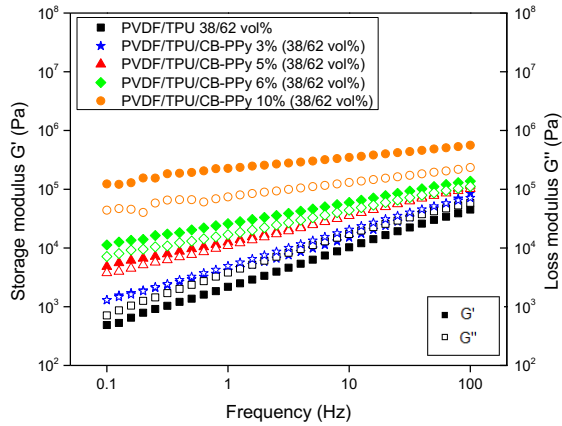 PVDF/TPU 38/62 vol%
PVDF/TPU/CB-PPy 3% (38/62 vol%)
PVDF/TPU/CB-PPy 5% (38/62 vol%)
PVDF/TPU/CB-PPy 6% (38/62 vol%)
PVDF/TPU/CB-PPy 10% (38/62 vol%)
Storage modulus G' (Pa)
10^8
10^7
10^6
10^5
10^4
10^3
10^2
Loss modulus G'' (Pa)
10^8
10^7
10^6
10^5
10^4
10^3
10^2
G'
G''
0.1 1 10 100
Frequency (Hz)